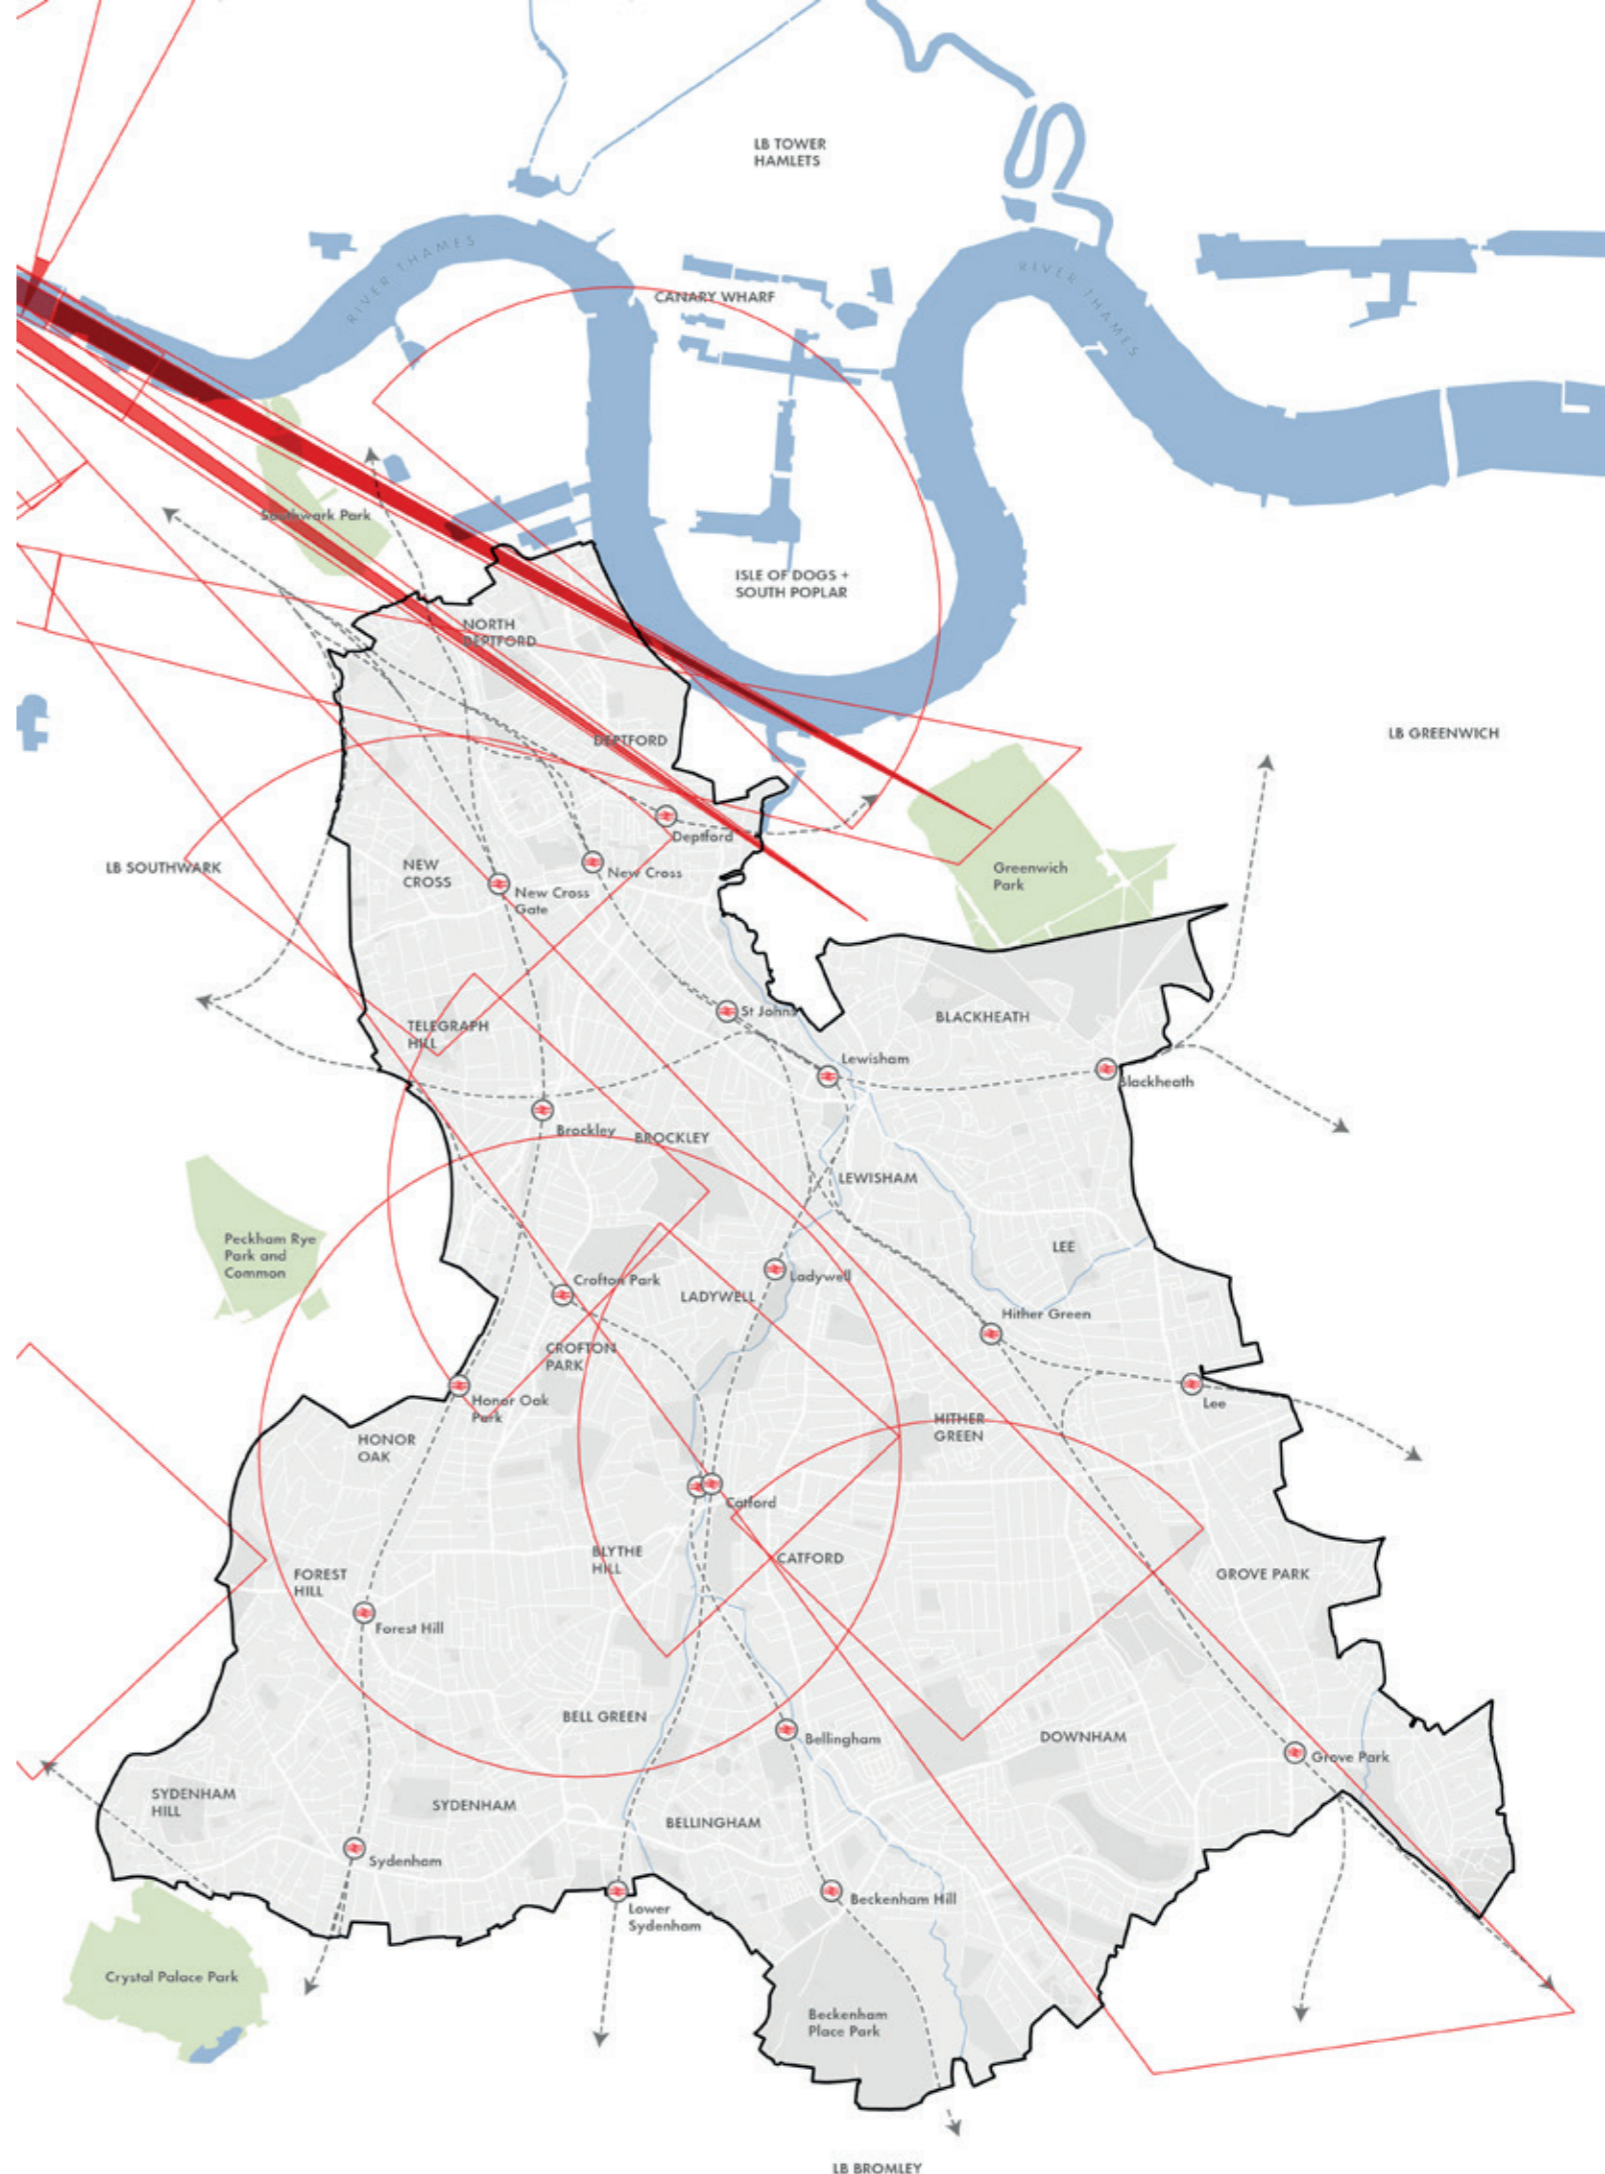 LB TOWER
HAMLETS
RIVER THAMES
RIVER THAMES
CANARY WHARF
Southwark Park
ISLE OF DOGS +
SOUTH POPLAR
NORTH
DEPTFORD
LB GREENWICH
DEPTFORD
Deptford
LB SOUTHWARK
NEW
CROSS
New Cross
New Cross
Gate
Greenwich
Park
St Johns
BLACKHEATH
TELEGRAPH
HILL
Lewisham
Blackheath
Brockley
BROCKLEY
LEWISHAM
Peckham Rye
Park and
Common
LEE
Crofton Park
Ladywell
LADYWELL
Hither Green
CROFTON
PARK
Honor Oak
Park
Lee
HITHER
GREEN
HONOR
OAK
Catford
BLYTHE
HILL
CATFORD
FOREST
HILL
GROVE PARK
Forest Hill
BELL GREEN
Bellingham
DOWNHAM
Grove Park
SYDENHAM
HILL
SYDENHAM
BELLINGHAM
Sydenham
Beckenham Hill
Lower
Sydenham
Crystal Palace Park
Beckenham
Place Park
LB BROMLEY